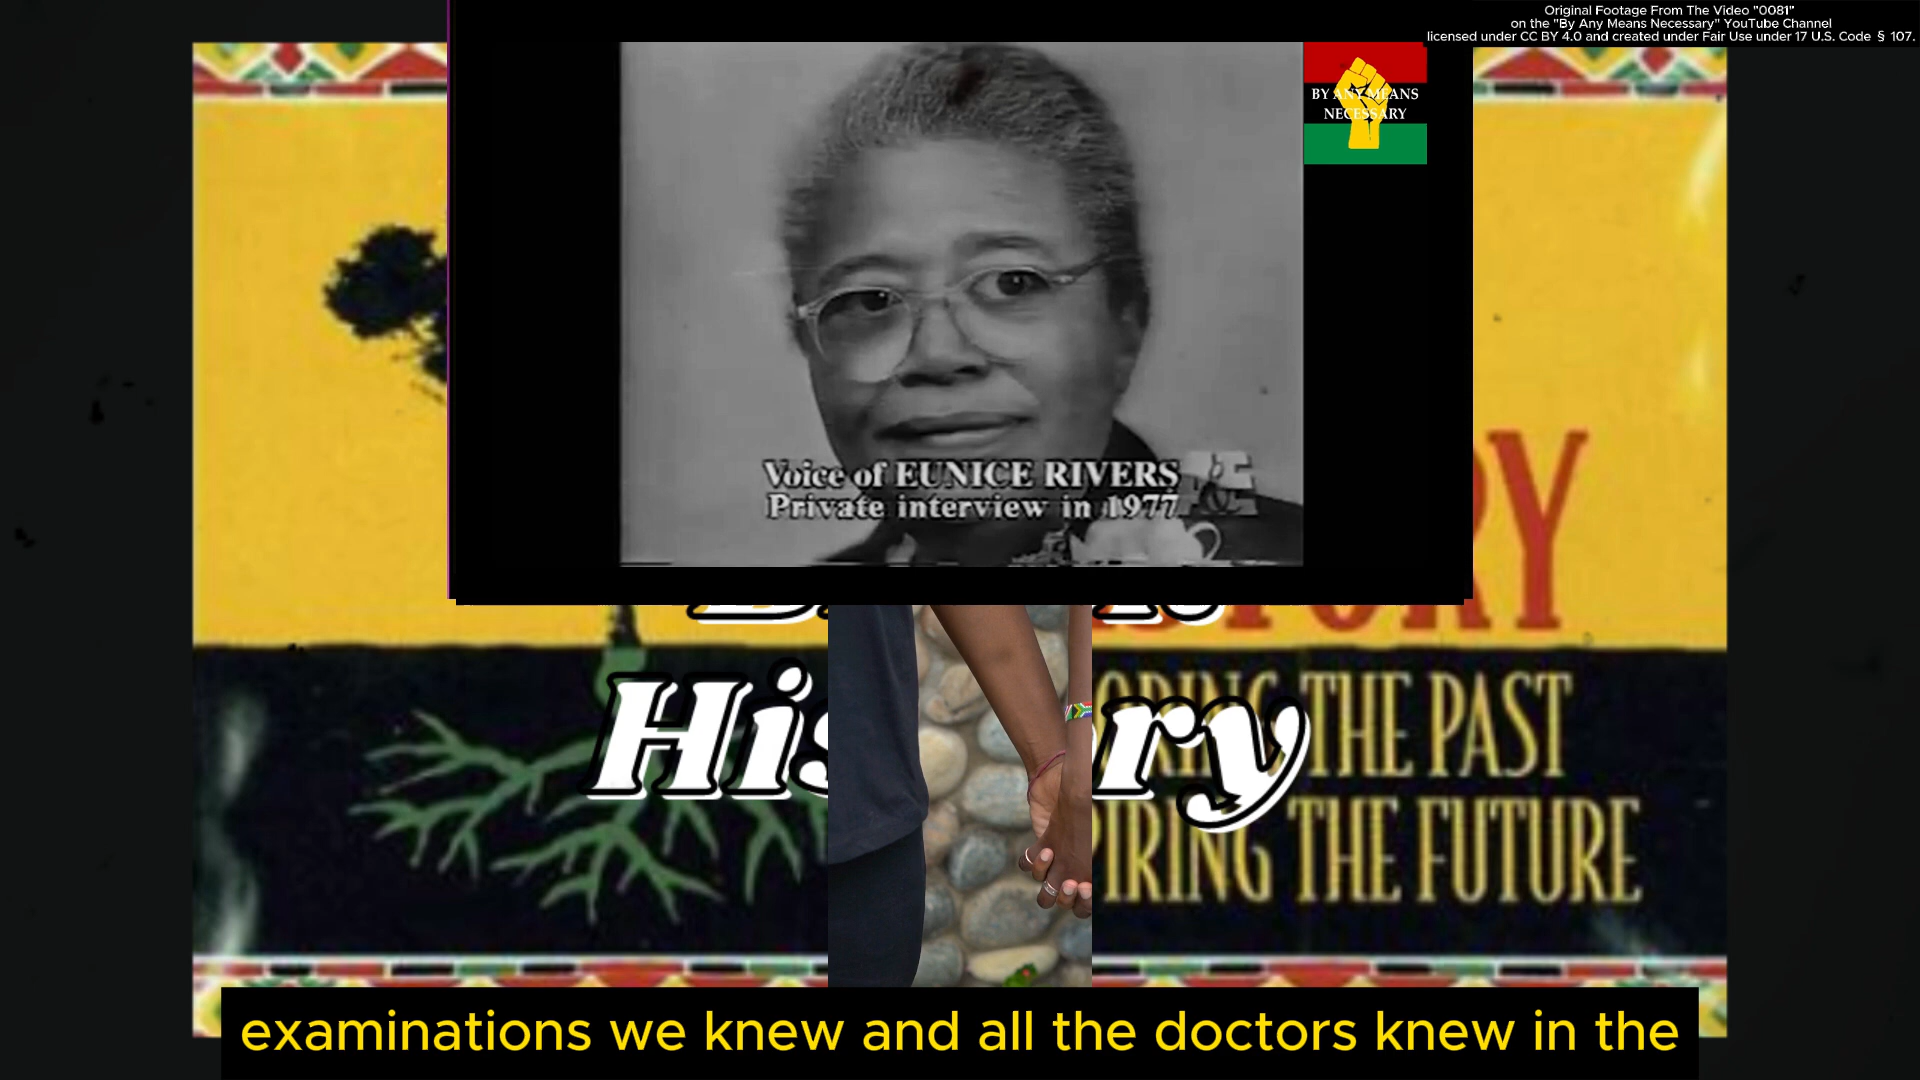 Original Footage From The Video "0081"
on the "By Any Means Necessary" YouTube Channel
licensed under CC BY 4.0 and created under Fair Use under 17 U.S. Code § 107.
BY ANY MEANS
NECESSARY
Voice of EUNICE RIVERS
Private interview in 1977
A&E
THE PAST
THE FUTURE
examinations we knew and all the doctors knew in the